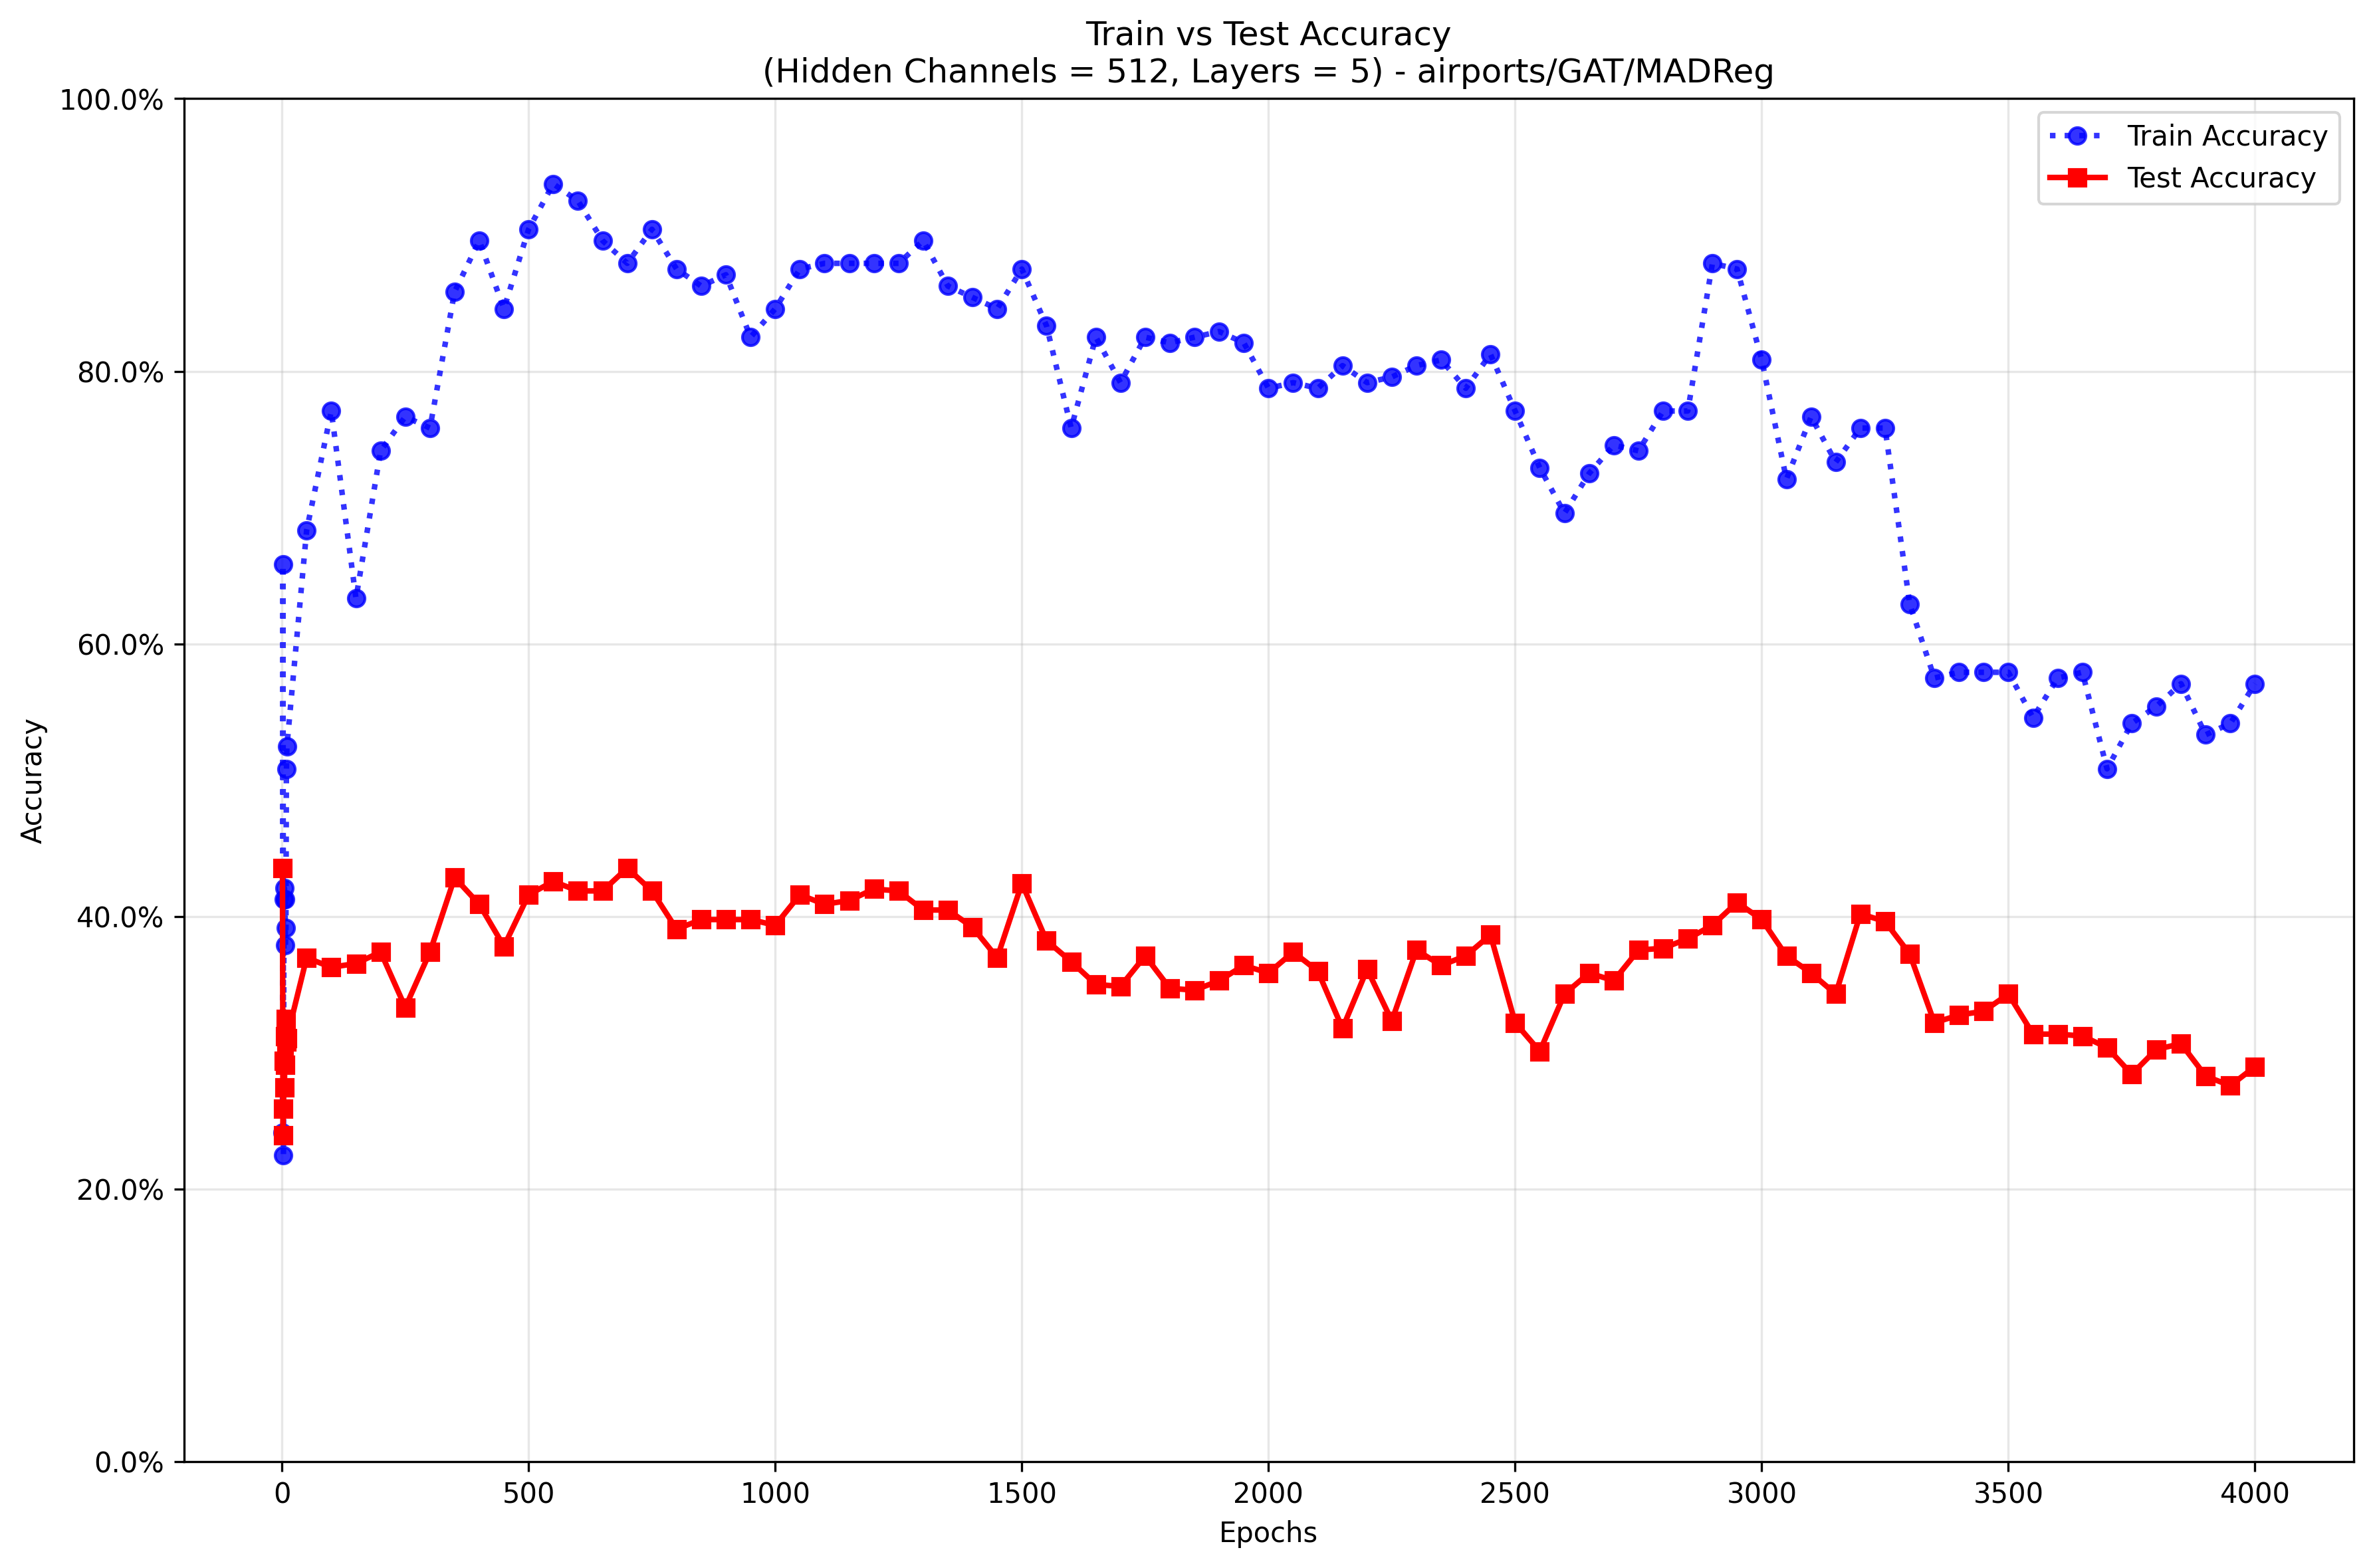 Train vs Test Accuracy
(Hidden Channels = 512, Layers = 5) - airports/GAT/MADReg
100.0%
80.0%
60.0%
40.0%
20.0%
0.0%
Accuracy
Train Accuracy
Test Accuracy
0
500
1000
1500
2000
2500
3000
3500
4000
Epochs